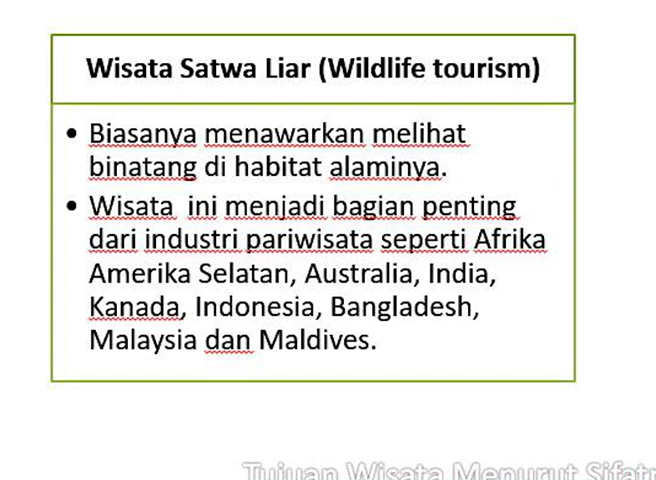 Wisata Satwa Liar (Wildlife tourism)
• Biasanya menawarkan melihat
binatang di habitat alaminya.
• Wisata ini menjadi bagian penting
dari industri pariwisata seperti Afrika
Amerika Selatan, Australia, India,
Kanada, Indonesia, Bangladesh,
Malaysia dan Maldives.
Tujuan Wisata Menurut